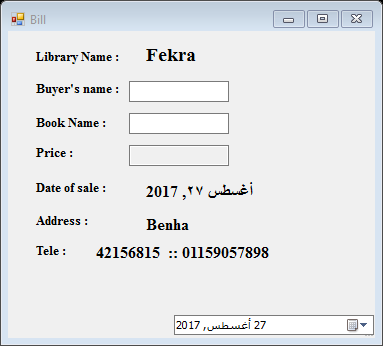 Bill
Library Name : Fekra
Buyer's name :
Book Name :
Price :
Date of sale : أغسطس ٢٧, 2017
Address : Benha
Tele : 42156815 :: 01159057898
27 أغسطس, 2017